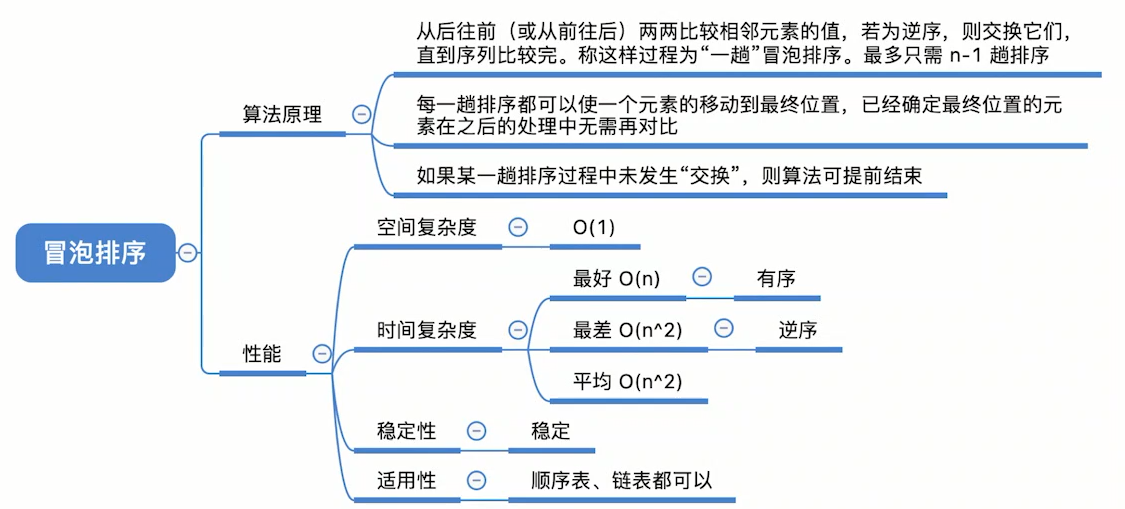 冒泡排序
算法原理
从后往前（或从前往后）两两比较相邻元素的值，若为逆序，则交换它们，
直到序列比较完。称这样过程为“一趟”冒泡排序。最多只需 n-1 趟排序
每一趟排序都可以使一个元素的移动到最终位置，已经确定最终位置的元
素在之后的处理中无需再对比
如果某一趟排序过程中未发生“交换”，则算法可提前结束
性能
空间复杂度
O(1)
时间复杂度
最好 O(n)
有序
最差 O(n^2)
逆序
平均 O(n^2)
稳定性
稳定
适用性
顺序表、链表都可以